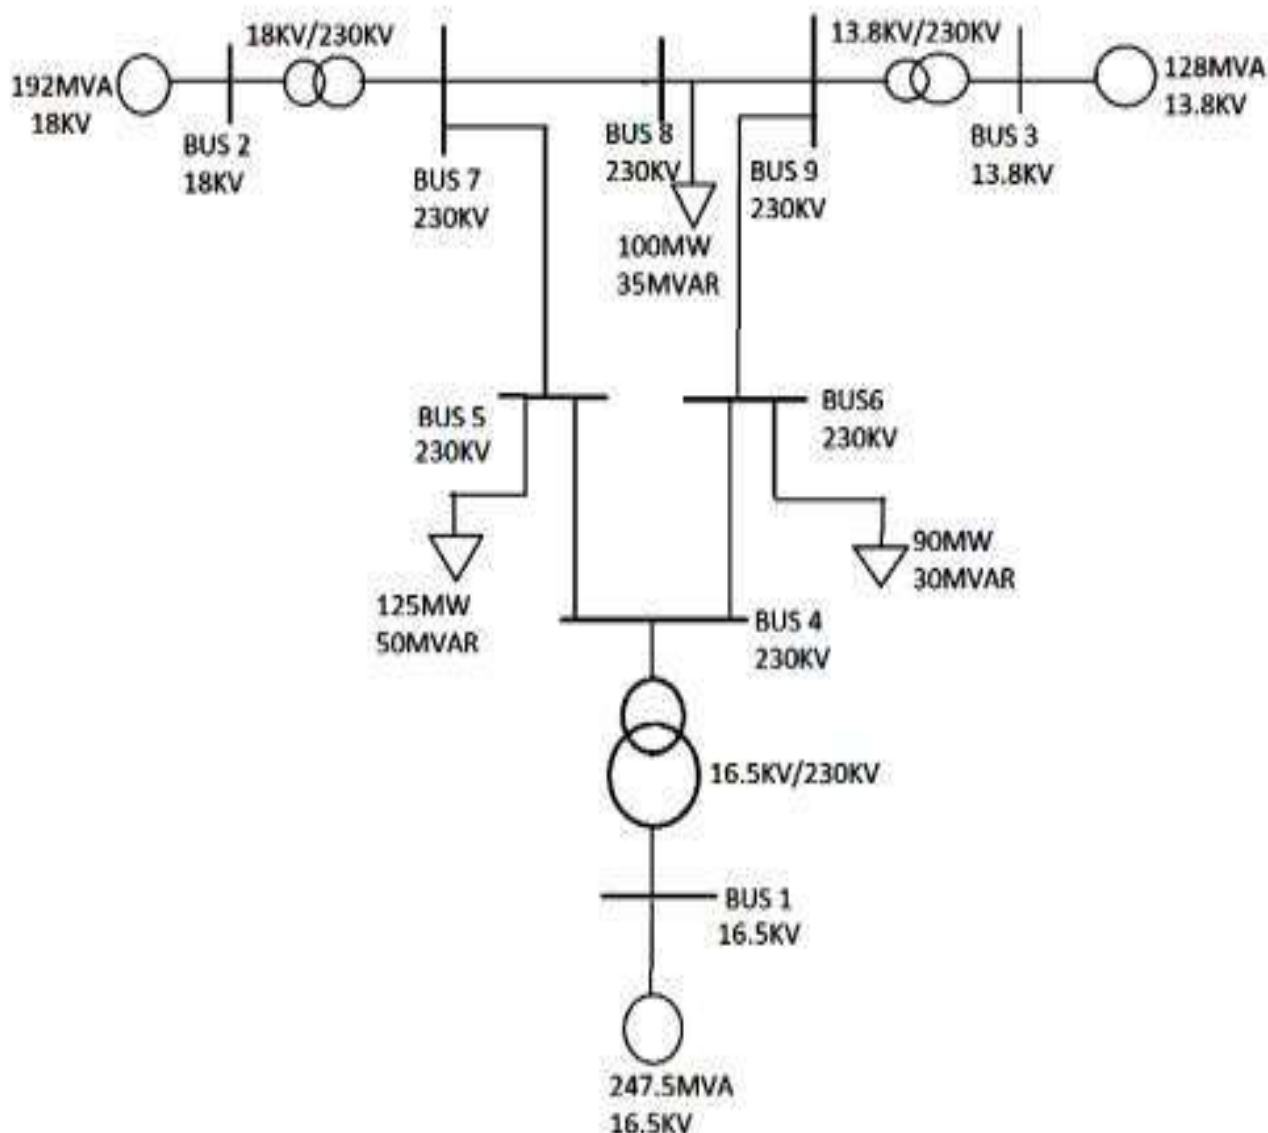 18KV/230KV
13.8KV/230KV
192MVA
18KV
128MVA
13.8KV
BUS 2
18KV
BUS 7
230KV
BUS 8
230KV
BUS 9
230KV
BUS 3
13.8KV
100MW
35MVAR
BUS 5
230KV
BUS6
230KV
125MW
50MVAR
90MW
30MVAR
BUS 4
230KV
16.5KV/230KV
BUS 1
16.5KV
247.5MVA
16.5KV